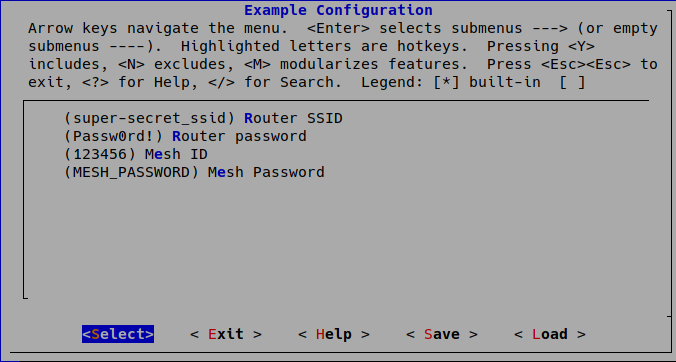 Example Configuration
Arrow keys navigate the menu.  <Enter> selects submenus ---> (or empty
submenus ----).  Highlighted letters are hotkeys.  Pressing <Y>
includes, <N> excludes, <M> modularizes features.  Press <Esc><Esc> to
exit, <?> for Help, </> for Search.  Legend: [*] built-in  [ ]
(super-secret_ssid) Router SSID
(Passw0rd!) Router password
(123456) Mesh ID
(MESH_PASSWORD) Mesh Password
<Select>    < Exit >    < Help >    < Save >    < Load >